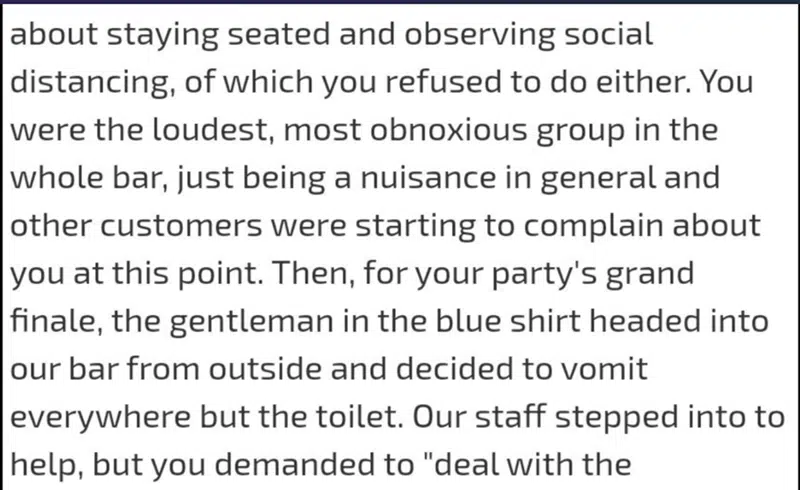 about staying seated and observing social
distancing, of which you refused to do either. You
were the loudest, most obnoxious group in the
whole bar, just being a nuisance in general and
other customers were starting to complain about
you at this point. Then, for your party's grand
finale, the gentleman in the blue shirt headed into
our bar from outside and decided to vomit
everywhere but the toilet. Our staff stepped into to
help, but you demanded to "deal with the